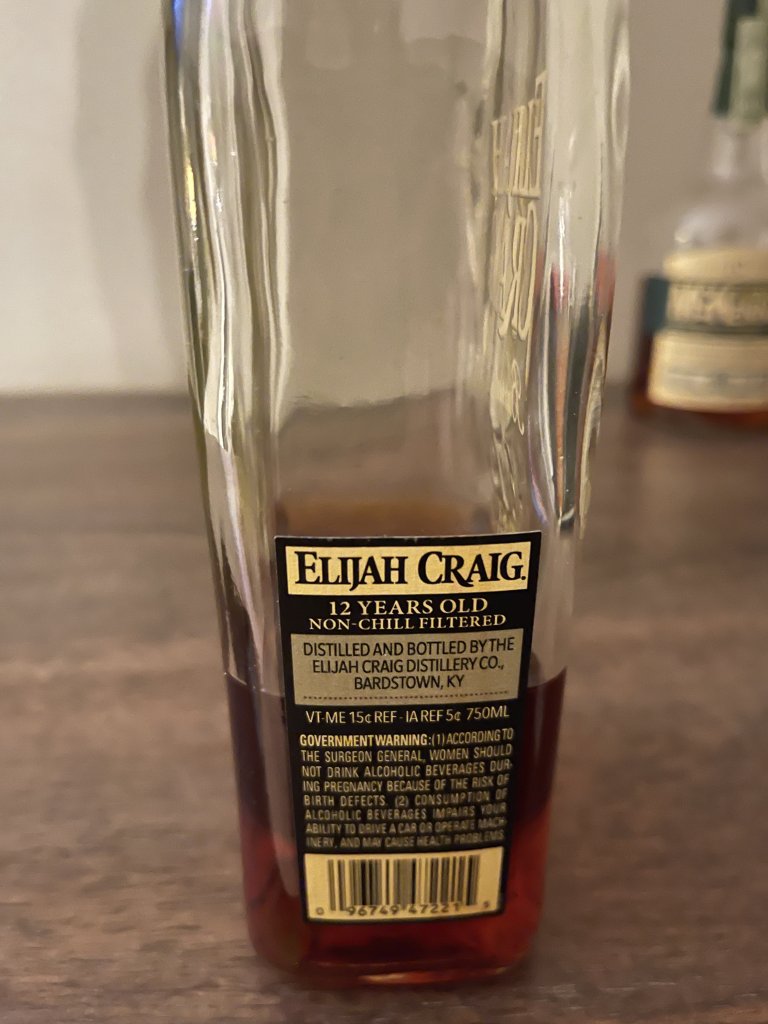 ELIJAH CRAIG.
12 YEARS OLD
NON-CHILL FILTERED
DISTILLED AND BOTTLED BY THE
ELIJAH CRAIG DISTILLERY CO.,
BARDSTOWN, KY
VT-ME 15¢ REF - IA REF 5¢ 750ML
GOVERNMENT WARNING: (1) ACCORDING TO
THE SURGEON GENERAL, WOMEN SHOULD
NOT DRINK ALCOHOLIC BEVERAGES DUR-
ING PREGNANCY BECAUSE OF THE RISK OF
BIRTH DEFECTS. (2) CONSUMPTION OF
ALCOHOLIC BEVERAGES IMPAIRS YOUR
ABILITY TO DRIVE A CAR OR OPERATE MACH-
INERY, AND MAY CAUSE HEALTH PROBLEMS.
0 96749 47221 5